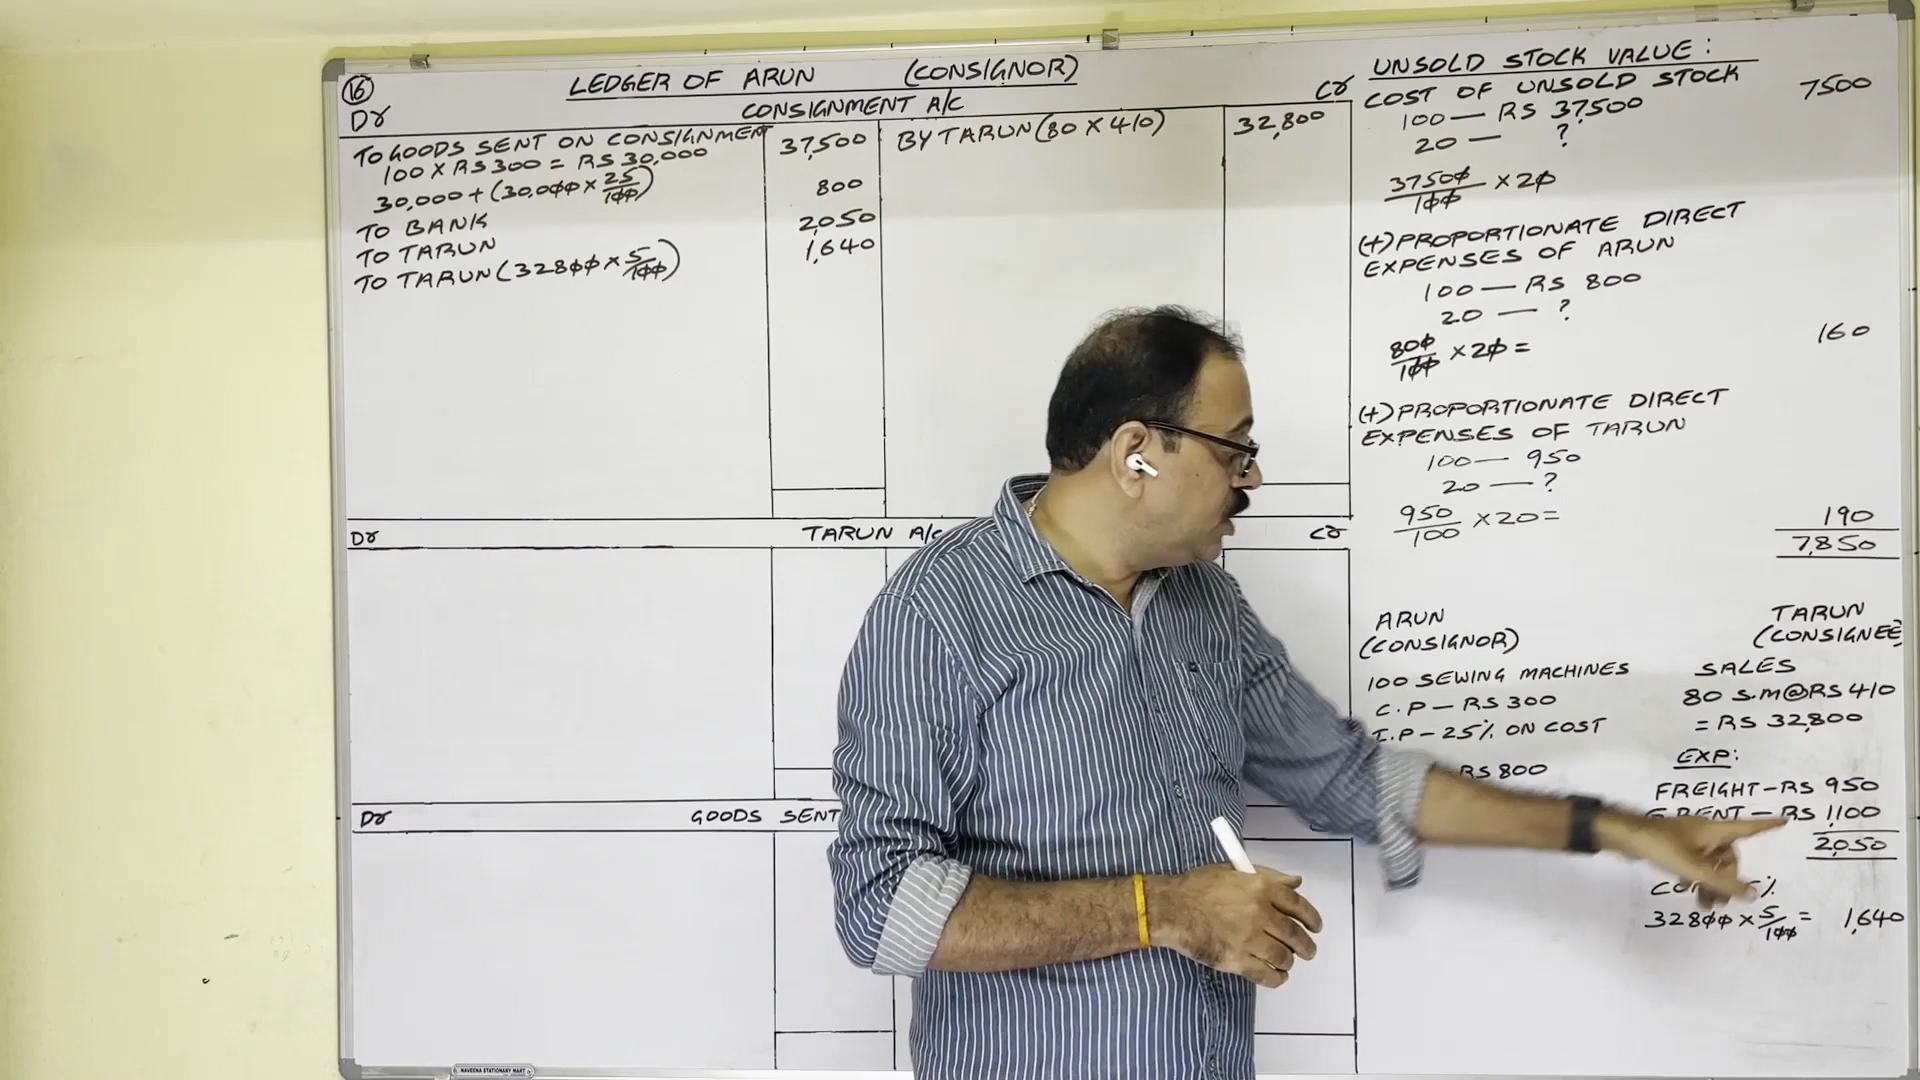 16
LEDGER OF ARUN (CONSIGNOR)
Dr CONSIGNMENT A/C Cr
TO GOODS SENT ON CONSIGNMENT 37,500 BY TARUN (80 X 410) 32,800
100 X RS 300 = RS 30,000
30,000 + (30,000 X 25/100)
TO BANK 800
TO TARUN 2,050
TO TARUN (32800 X 5/100) 1,640
Dr TARUN A/C Cr
Dr GOODS SENT
UNSOLD STOCK VALUE:
COST OF UNSOLD STOCK 7500
100 — RS 37,500
20 — ?
37500/100 X 20
(+) PROPORTIONATE DIRECT
EXPENSES OF ARUN
100 — RS 800
20 — ?
800/100 X 20 = 160
(+) PROPORTIONATE DIRECT
EXPENSES OF TARUN
100 — 950
20 — ?
950/100 X 20 = 190
7,850
ARUN
(CONSIGNOR)
100 SEWING MACHINES
C.P — RS 300
I.P — 25% ON COST
RS 800
TARUN
(CONSIGNEE)
SALES
80 S.M @ RS 410
= RS 32,800
EXP:
FREIGHT — RS 950
RENT — RS 1,100
2,050
5%
32800 X 5/100 = 1,640
NAVEENA STATIONARY MART